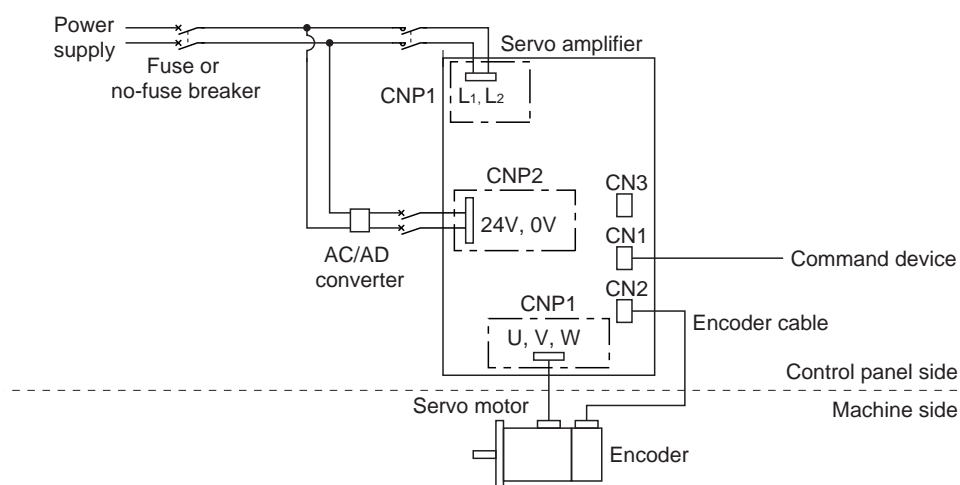 Power
supply
Fuse or
no-fuse breaker
Servo amplifier
CNP1
L1, L2
CNP2
24V, 0V
AC/AD
converter
CN3
CN1
Command device
CN2
CNP1
U, V, W
Encoder cable
Control panel side
Machine side
Servo motor
Encoder